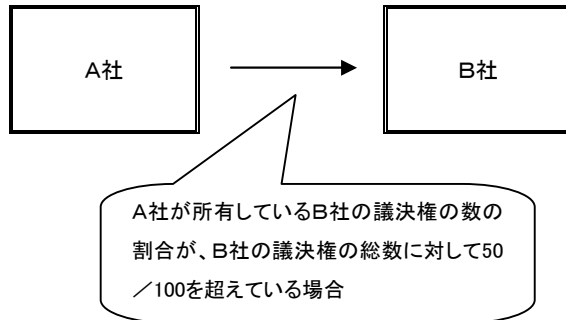 A社
B社
A社が所有しているB社の議決権の数の
割合が、B社の議決権の総数に対して50
／100を超えている場合